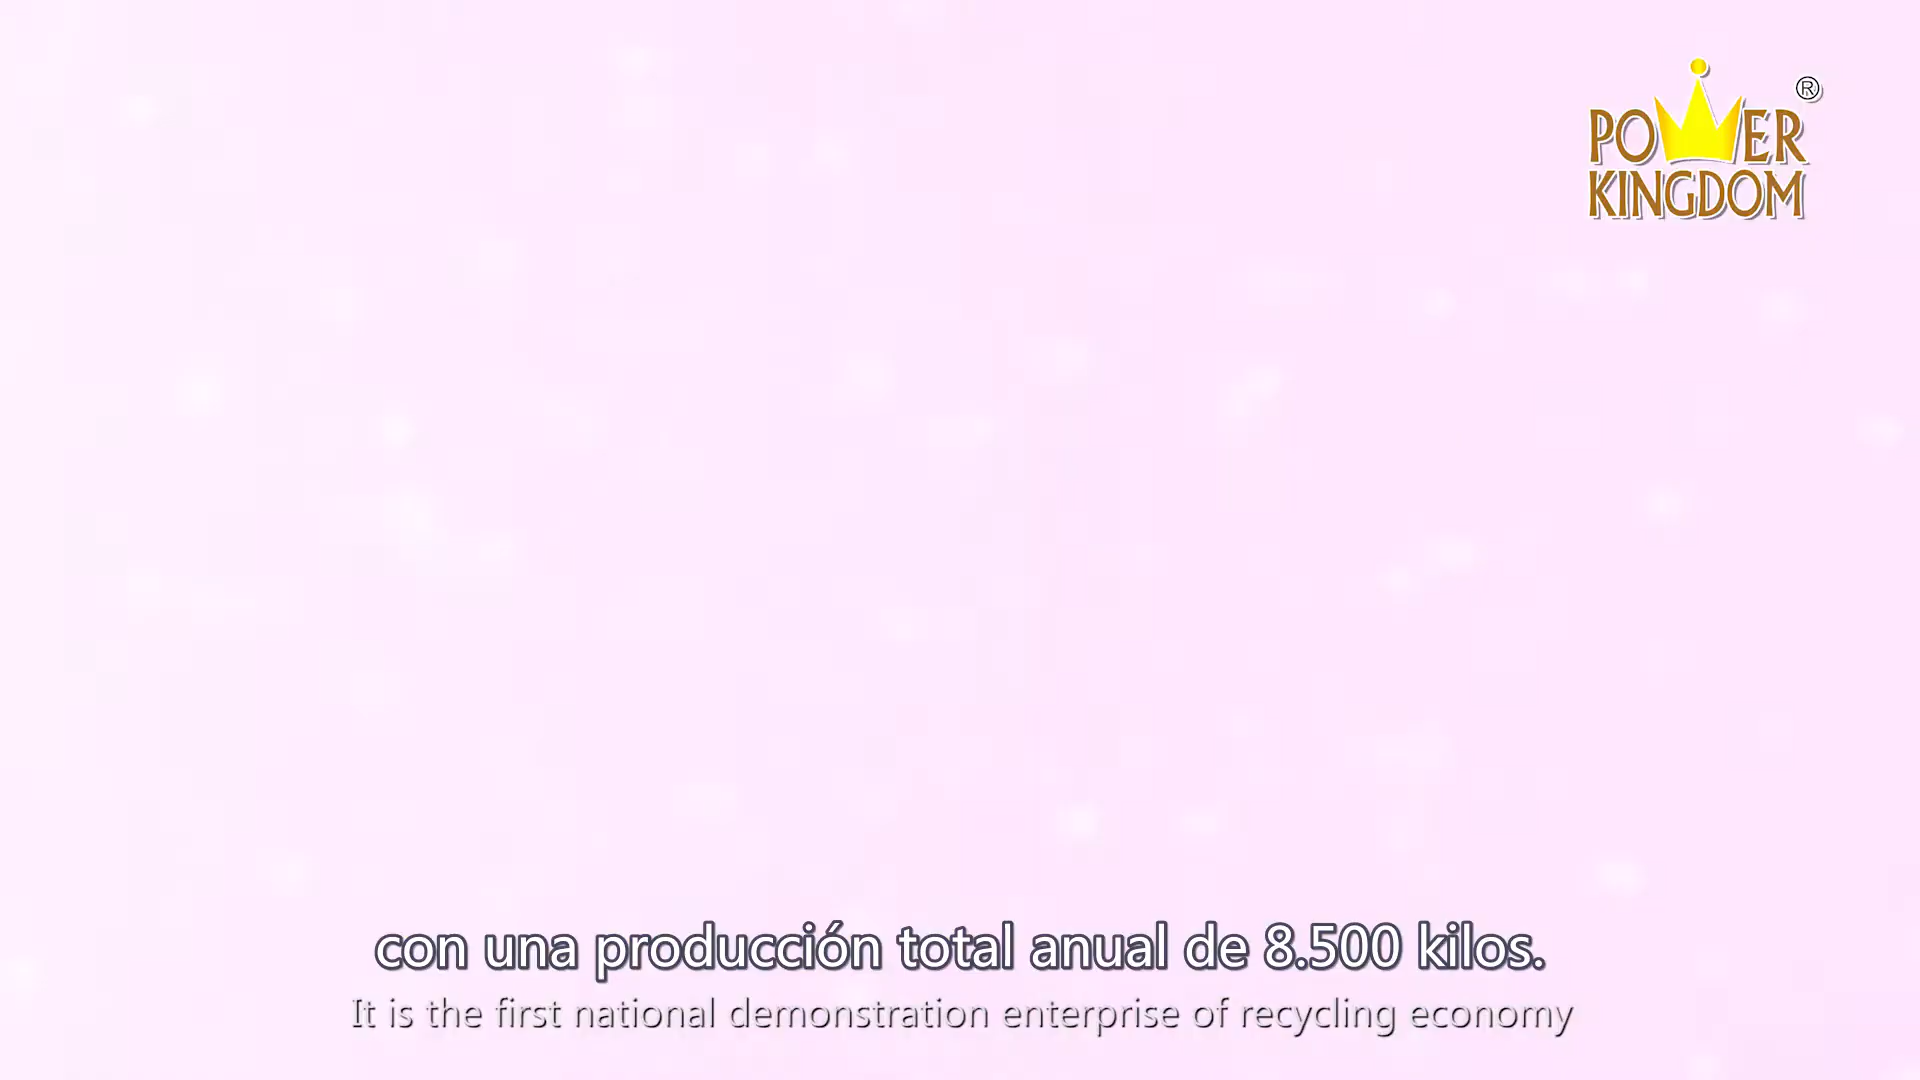 POWER
KINGDOM
®
con una producción total anual de 8.500 kilos.
It is the first national demonstration enterprise of recycling economy